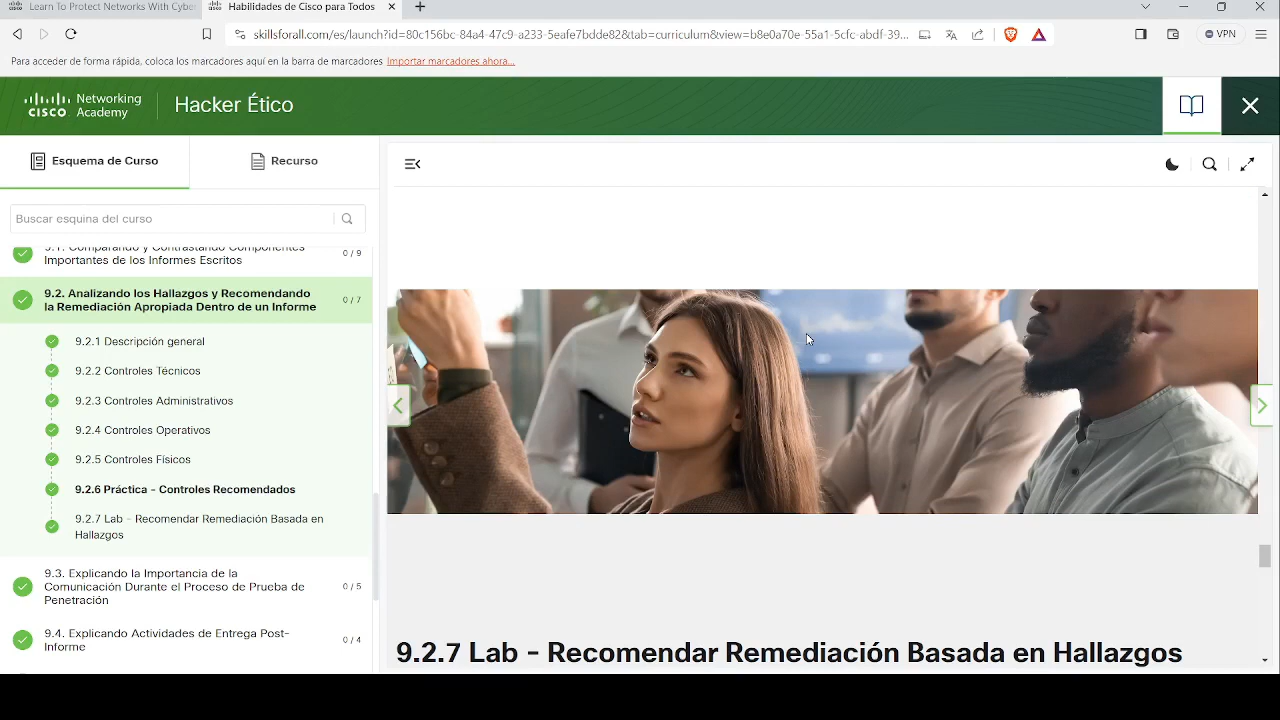 Learn To Protect Networks With Cybe
Habilidades de Cisco para Todos
skillsforall.com/es/launch?id=80c156bc-84a4-47c9-a233-5eafe7bdde82&tab=curriculum&view=b8e0a70e-55a1-5cfc-abdf-39...
VPN
Para acceder de forma rápida, coloca los marcadores aquí en la barra de marcadores Importar marcadores ahora...
CISCO Networking Academy
Hacker Ético
Esquema de Curso
Recurso
Buscar esquina del curso
9.1. Comparando y Contrastando Componentes
Importantes de los Informes Escritos
0 / 9
9.2. Analizando los Hallazgos y Recomendando
la Remediación Apropiada Dentro de un Informe
0 / 7
9.2.1 Descripción general
9.2.2 Controles Técnicos
9.2.3 Controles Administrativos
9.2.4 Controles Operativos
9.2.5 Controles Físicos
9.2.6 Práctica - Controles Recomendados
9.2.7 Lab - Recomendar Remediación Basada en
Hallazgos
9.3. Explicando la Importancia de la
Comunicación Durante el Proceso de Prueba de
Penetración
0 / 5
9.4. Explicando Actividades de Entrega Post-
Informe
0 / 4
9.2.7 Lab - Recomendar Remediación Basada en Hallazgos